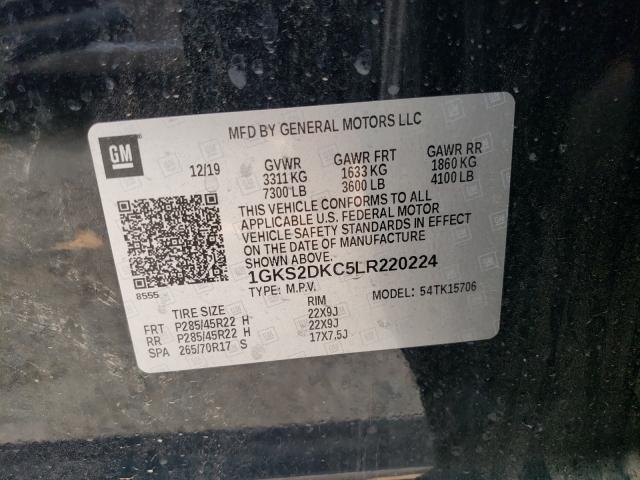 GM
MFD BY GENERAL MOTORS LLC
12/19 GVWR GAWR FRT GAWR RR
3311 KG 1633 KG 1860 KG
7300 LB 3600 LB 4100 LB
THIS VEHICLE CONFORMS TO ALL
APPLICABLE U.S. FEDERAL MOTOR
VEHICLE SAFETY STANDARDS IN EFFECT
ON THE DATE OF MANUFACTURE
SHOWN ABOVE.
1GKS2DKC5LR220224
8555 TYPE: M.P.V. MODEL: 54TK15706
TIRE SIZE RIM
FRT P285/45R22 H 22X9J
RR P285/45R22 H 22X9J
SPA 265/70R17 S 17X7.5J